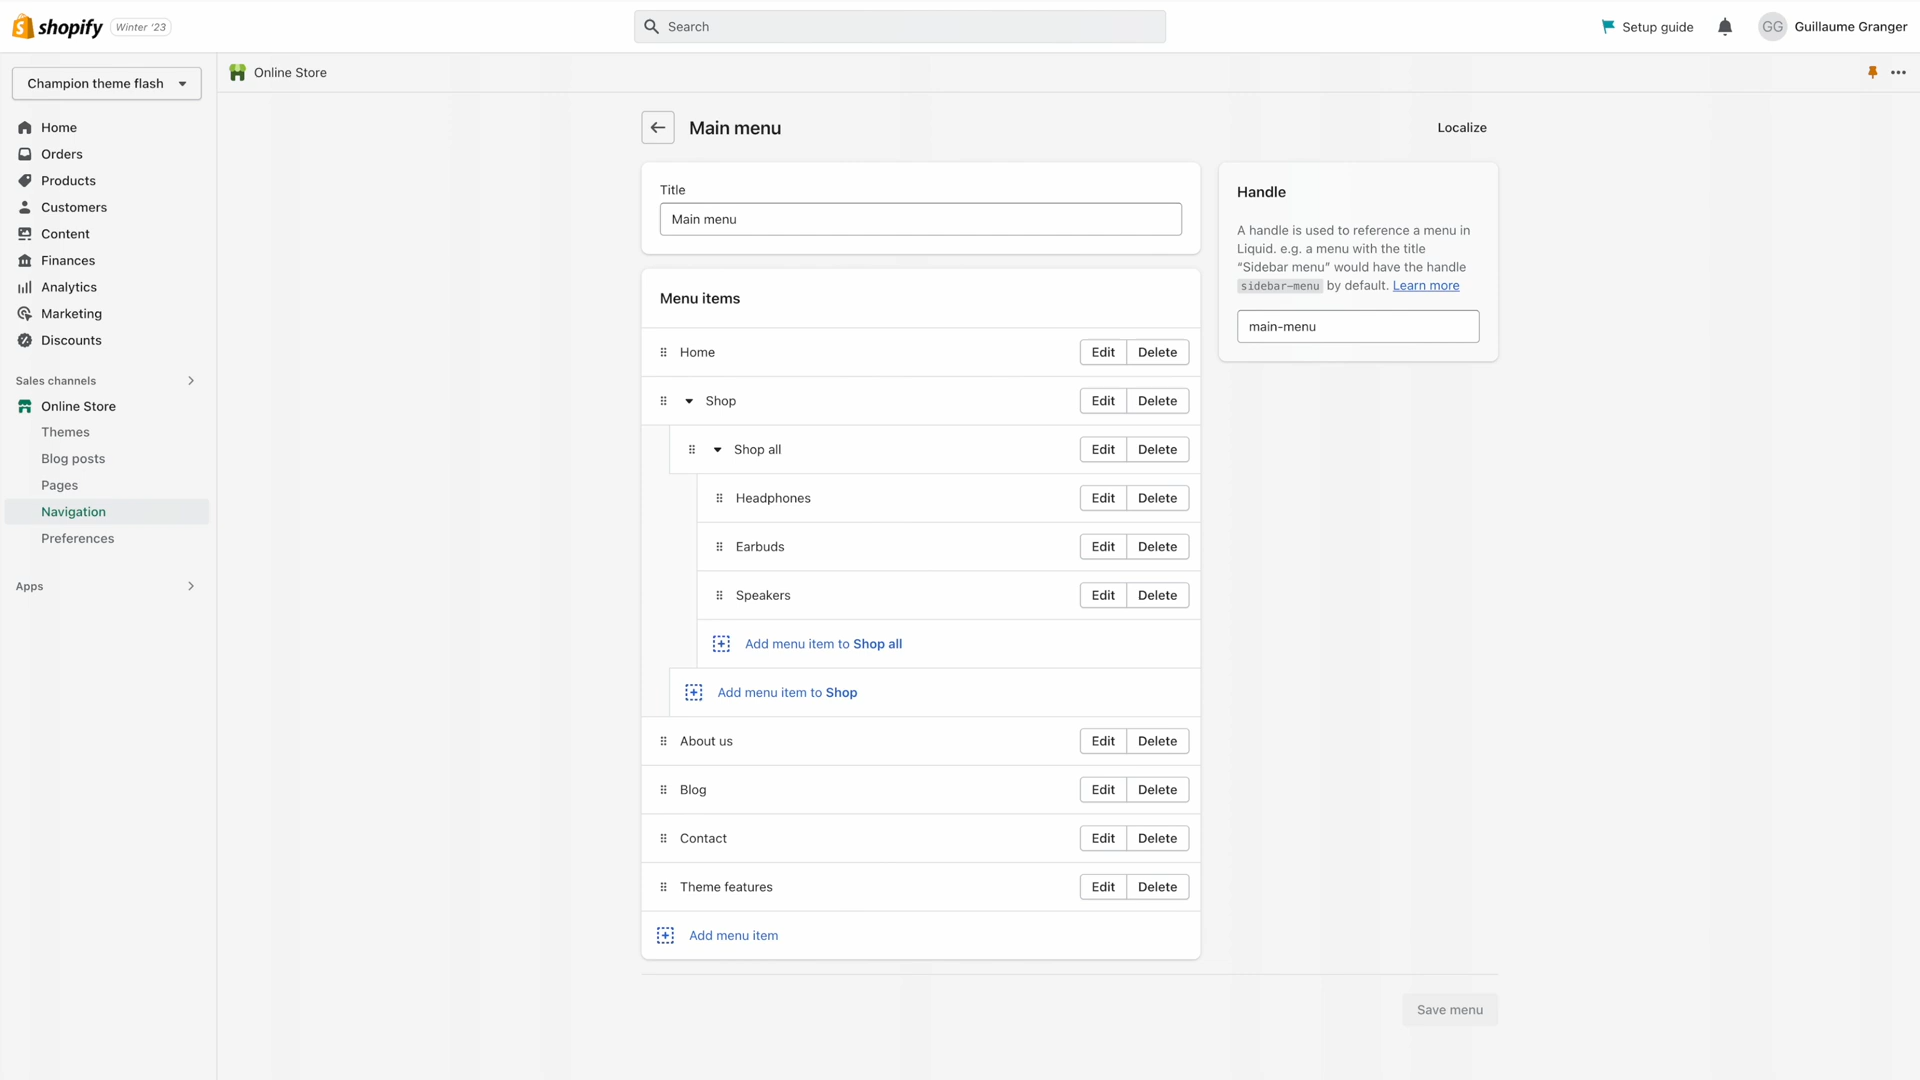 shopify Winter '23
Search
Setup guide
GG Guillaume Granger
Champion theme flash
Home
Orders
Products
Customers
Content
Finances
Analytics
Marketing
Discounts
Sales channels
Online Store
Themes
Blog posts
Pages
Navigation
Preferences
Apps
Online Store
Main menu
Localize
Title
Main menu
Menu items
Home Edit Delete
Shop Edit Delete
Shop all Edit Delete
Headphones Edit Delete
Earbuds Edit Delete
Speakers Edit Delete
Add menu item to Shop all
Add menu item to Shop
About us Edit Delete
Blog Edit Delete
Contact Edit Delete
Theme features Edit Delete
Add menu item
Handle
A handle is used to reference a menu in
Liquid. e.g. a menu with the title
“Sidebar menu” would have the handle
sidebar-menu by default. Learn more
main-menu
Save menu